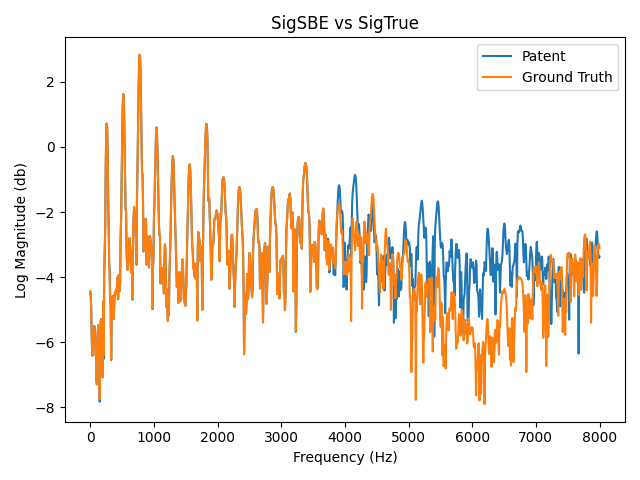 SigSBE vs SigTrue
Patent
Ground Truth
Log Magnitude (db)
2
0
−2
−4
−6
−8
0 1000 2000 3000 4000 5000 6000 7000 8000
Frequency (Hz)